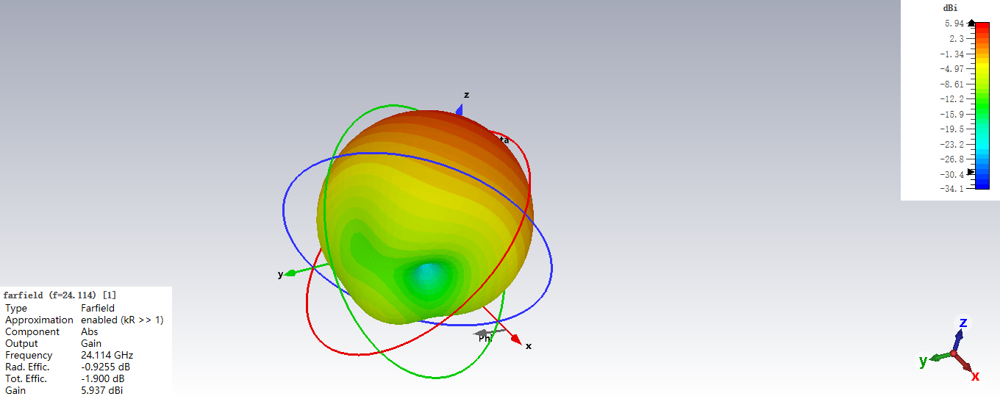 dBi
5.94
2.3
-1.34
-4.97
-8.61
-12.2
-15.9
-19.5
-23.2
-26.8
-30.4
-34.1
z
ta
y
Phi
x
farfield (f=24.114) [1]
Type Farfield
Approximation enabled (kR >> 1)
Component Abs
Output Gain
Frequency 24.114 GHz
Rad. Effic. -0.9255 dB
Tot. Effic. -1.900 dB
Gain 5.937 dBi
z
y
x